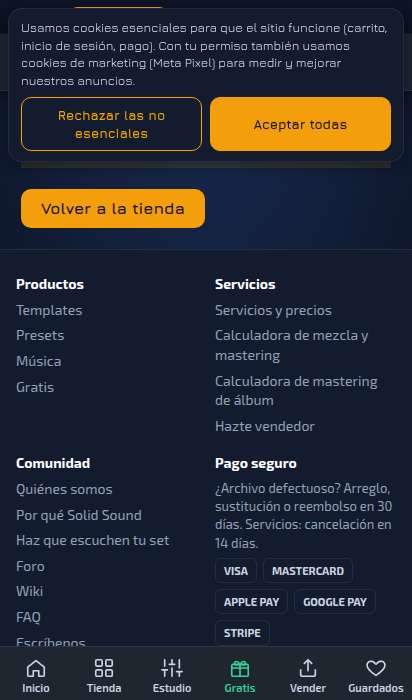 Usamos cookies esenciales para que el sitio funcione (carrito,
inicio de sesión, pago). Con tu permiso también usamos
cookies de marketing (Meta Pixel) para medir y mejorar
nuestros anuncios.
Rechazar las no
esenciales
Aceptar todas
Volver a la tienda
Productos
Templates
Presets
Música
Gratis
Servicios
Servicios y precios
Calculadora de mezcla y
mastering
Calculadora de mastering
de álbum
Hazte vendedor
Comunidad
Quiénes somos
Por qué Solid Sound
Haz que escuchen tu set
Foro
Wiki
FAQ
Escríbenos
Pago seguro
¿Archivo defectuoso? Arreglo,
sustitución o reembolso en 30
días. Servicios: cancelación en
14 días.
VISA
MASTERCARD
APPLE PAY
GOOGLE PAY
STRIPE
Inicio
Tienda
Estudio
Gratis
Vender
Guardados